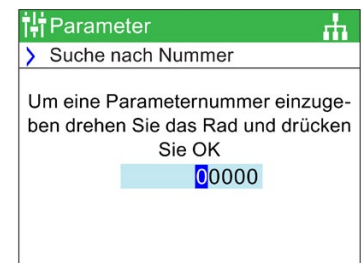 Parameter
Suche nach Nummer
Um eine Parameternummer einzuge-
ben drehen Sie das Rad und drücken
Sie OK
00000